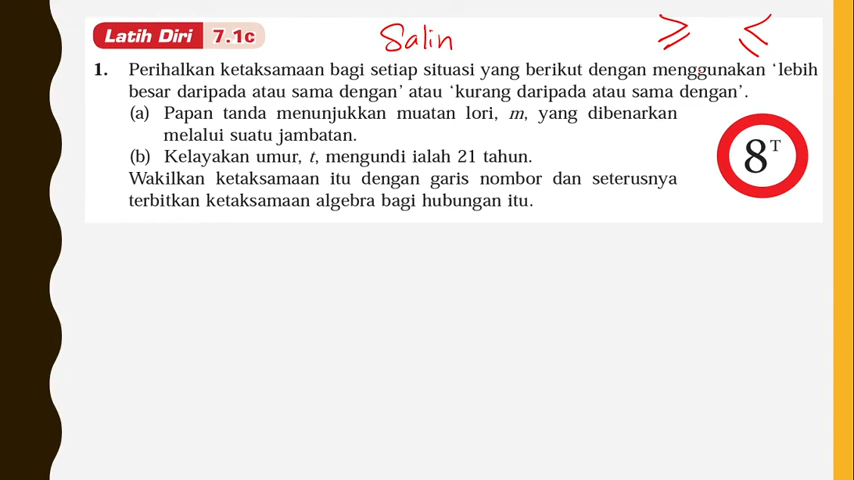 Latih Diri 7.1c Salin ≥ ≤
1. Perihalkan ketaksamaan bagi setiap situasi yang berikut dengan menggunakan ‘lebih
besar daripada atau sama dengan’ atau ‘kurang daripada atau sama dengan’.
(a) Papan tanda menunjukkan muatan lori, m, yang dibenarkan
melalui suatu jambatan.
8T
(b) Kelayakan umur, t, mengundi ialah 21 tahun.
Wakilkan ketaksamaan itu dengan garis nombor dan seterusnya
terbitkan ketaksamaan algebra bagi hubungan itu.